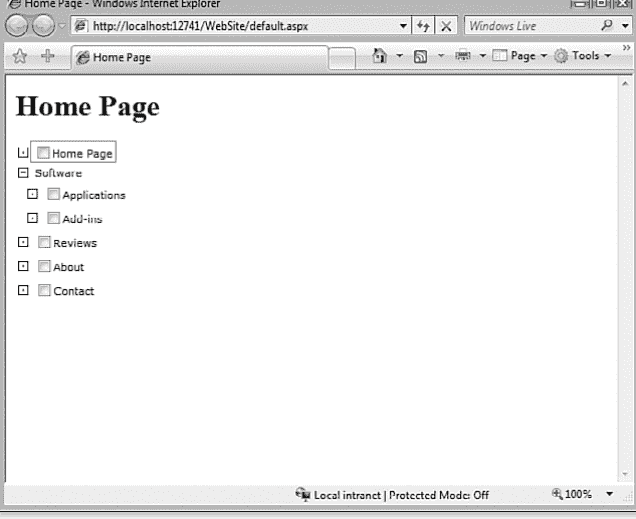 Home Page - Windows Internet Explorer
http://localhost:12741/WebSite/default.aspx
Windows Live
Home Page
Page
Tools
Home Page
Home Page
Software
Applications
Add-ins
Reviews
About
Contact
Local intranet | Protected Mode: Off
100%